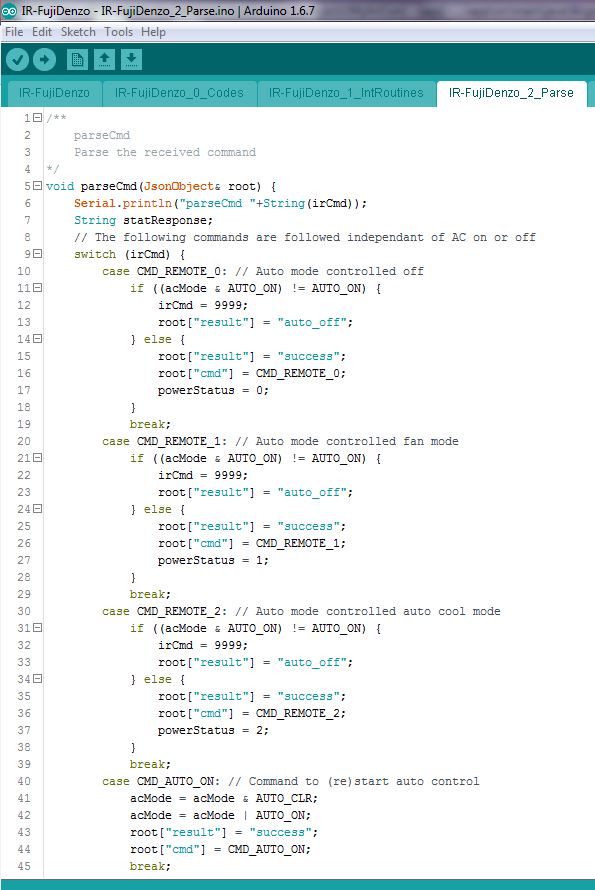 IR-FujiDenzo - IR-FujiDenzo_2_Parse.ino | Arduino 1.6.7
File Edit Sketch Tools Help
IR-FujiDenzo IR-FujiDenzo_0_Codes IR-FujiDenzo_1_IntRoutines IR-FujiDenzo_2_Parse
1 /**
2     parseCmd
3     Parse the received command
4 */
5 void parseCmd(JsonObject& root) {
6     Serial.println("parseCmd "+String(irCmd));
7     String statResponse;
8     // The following commands are followed independant of AC on or off
9     switch (irCmd) {
10         case CMD_REMOTE_0: // Auto mode controlled off
11             if ((acMode & AUTO_ON) != AUTO_ON) {
12                 irCmd = 9999;
13                 root["result"] = "auto_off";
14             } else {
15                 root["result"] = "success";
16                 root["cmd"] = CMD_REMOTE_0;
17                 powerStatus = 0;
18             }
19             break;
20         case CMD_REMOTE_1: // Auto mode controlled fan mode
21             if ((acMode & AUTO_ON) != AUTO_ON) {
22                 irCmd = 9999;
23                 root["result"] = "auto_off";
24             } else {
25                 root["result"] = "success";
26                 root["cmd"] = CMD_REMOTE_1;
27                 powerStatus = 1;
28             }
29             break;
30         case CMD_REMOTE_2: // Auto mode controlled auto cool mode
31             if ((acMode & AUTO_ON) != AUTO_ON) {
32                 irCmd = 9999;
33                 root["result"] = "auto_off";
34             } else {
35                 root["result"] = "success";
36                 root["cmd"] = CMD_REMOTE_2;
37                 powerStatus = 2;
38             }
39             break;
40         case CMD_AUTO_ON: // Command to (re)start auto control
41             acMode = acMode & AUTO_CLR;
42             acMode = acMode | AUTO_ON;
43             root["result"] = "success";
44             root["cmd"] = CMD_AUTO_ON;
45             break;